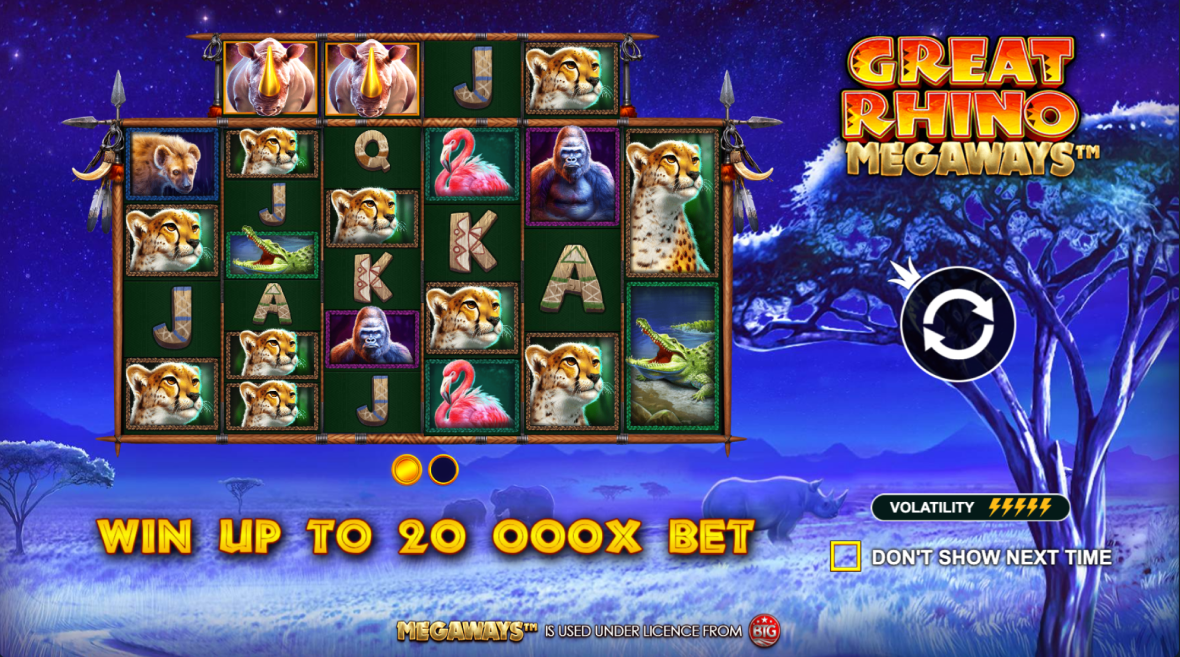 J
GREAT
RHINO
MEGAWAYS™
Q
J
K
K
A
J
A
J
WIN UP TO 20 000X BET
VOLATILITY
DON'T SHOW NEXT TIME
MEGAWAYS™ IS USED UNDER LICENCE FROM BIG